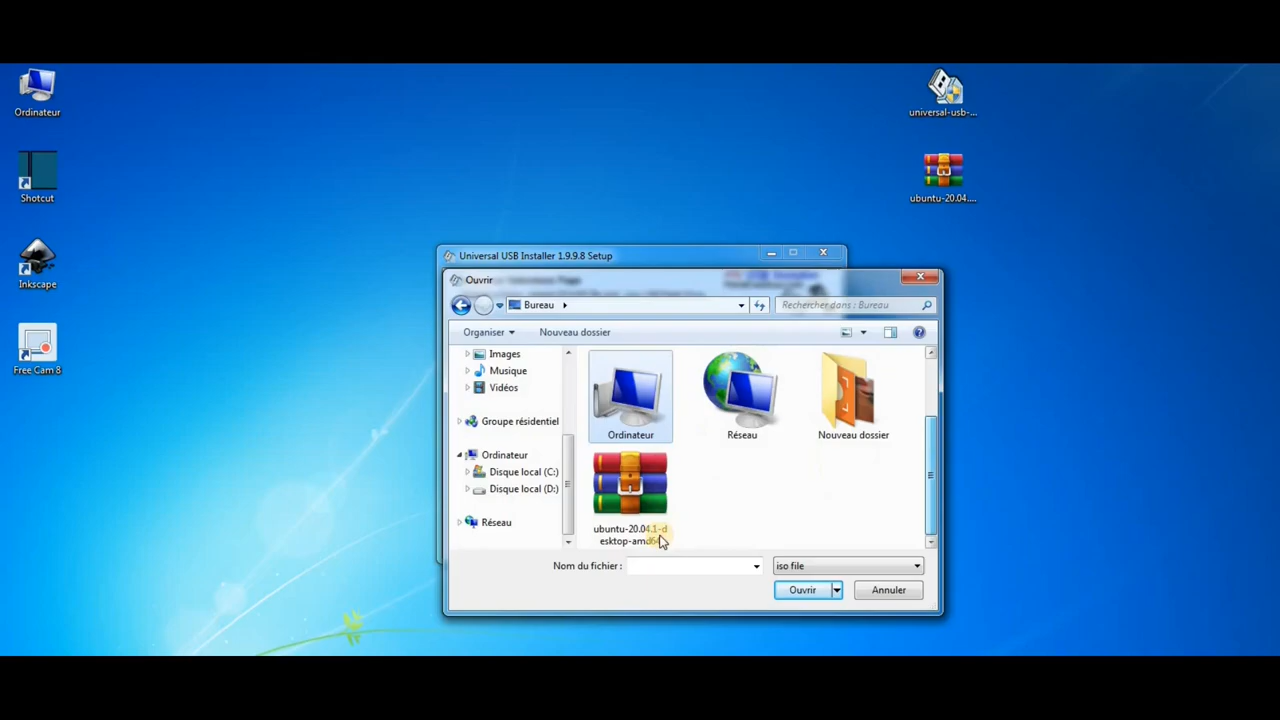 Ordinateur
universal-usb-...
Shotcut
ubuntu-20.04....
Inkscape
Free Cam 8
Universal USB Installer 1.9.9.8 Setup
Ouvrir
Bureau
Rechercher dans : Bureau
Organiser
Nouveau dossier
Images
Musique
Vidéos
Groupe résidentiel
Ordinateur
Disque local (C:)
Disque local (D:)
Réseau
Ordinateur
Réseau
Nouveau dossier
ubuntu-20.04.1-d
esktop-amd64
Nom du fichier :
iso file
Ouvrir
Annuler